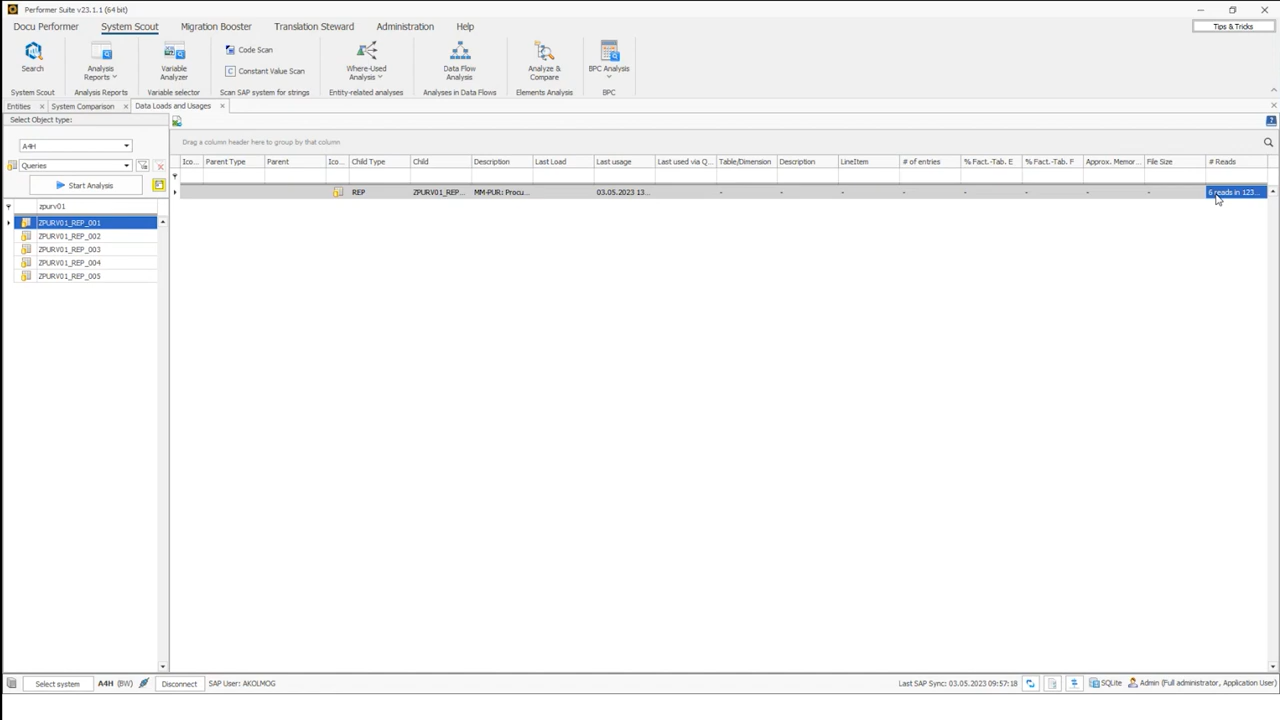 Performer Suite v23.1.1 (64 bit)
Docu Performer System Scout Migration Booster Translation Steward Administration Help Tips & Tricks
Search
Analysis Reports
Variable Analyzer
Code Scan
Constant Value Scan
Where-Used Analysis
Data Flow Analysis
Analyze & Compare
BPC Analysis
System Scout Analysis Reports Variable selector Scan SAP system for strings Entity-related analyses Analyses in Data Flows Elements Analysis BPC
Entities System Comparison Data Loads and Usages
Select Object type:
A4H
Queries
Start Analysis
zpurv01
ZPURV01_REP_001
ZPURV01_REP_002
ZPURV01_REP_003
ZPURV01_REP_004
ZPURV01_REP_005
Drag a column header here to group by that column
Ico... Parent Type Parent Ico... Child Type Child Description Last Load Last usage Last used via Q... Table/Dimension Description LineItem # of entries % Fact.-Tab. E % Fact.-Tab. F Approx. Memor... File Size # Reads
REP ZPURV01_REP... MM-PUR: Procu... 03.05.2023 13... - - - - - - - - 6 reads in 123...
Select system A4H (BW) Disconnect SAP User: AKOLMOG Last SAP Sync: 03.05.2023 09:57:18 SQLite Admin (Full administrator, Application User)